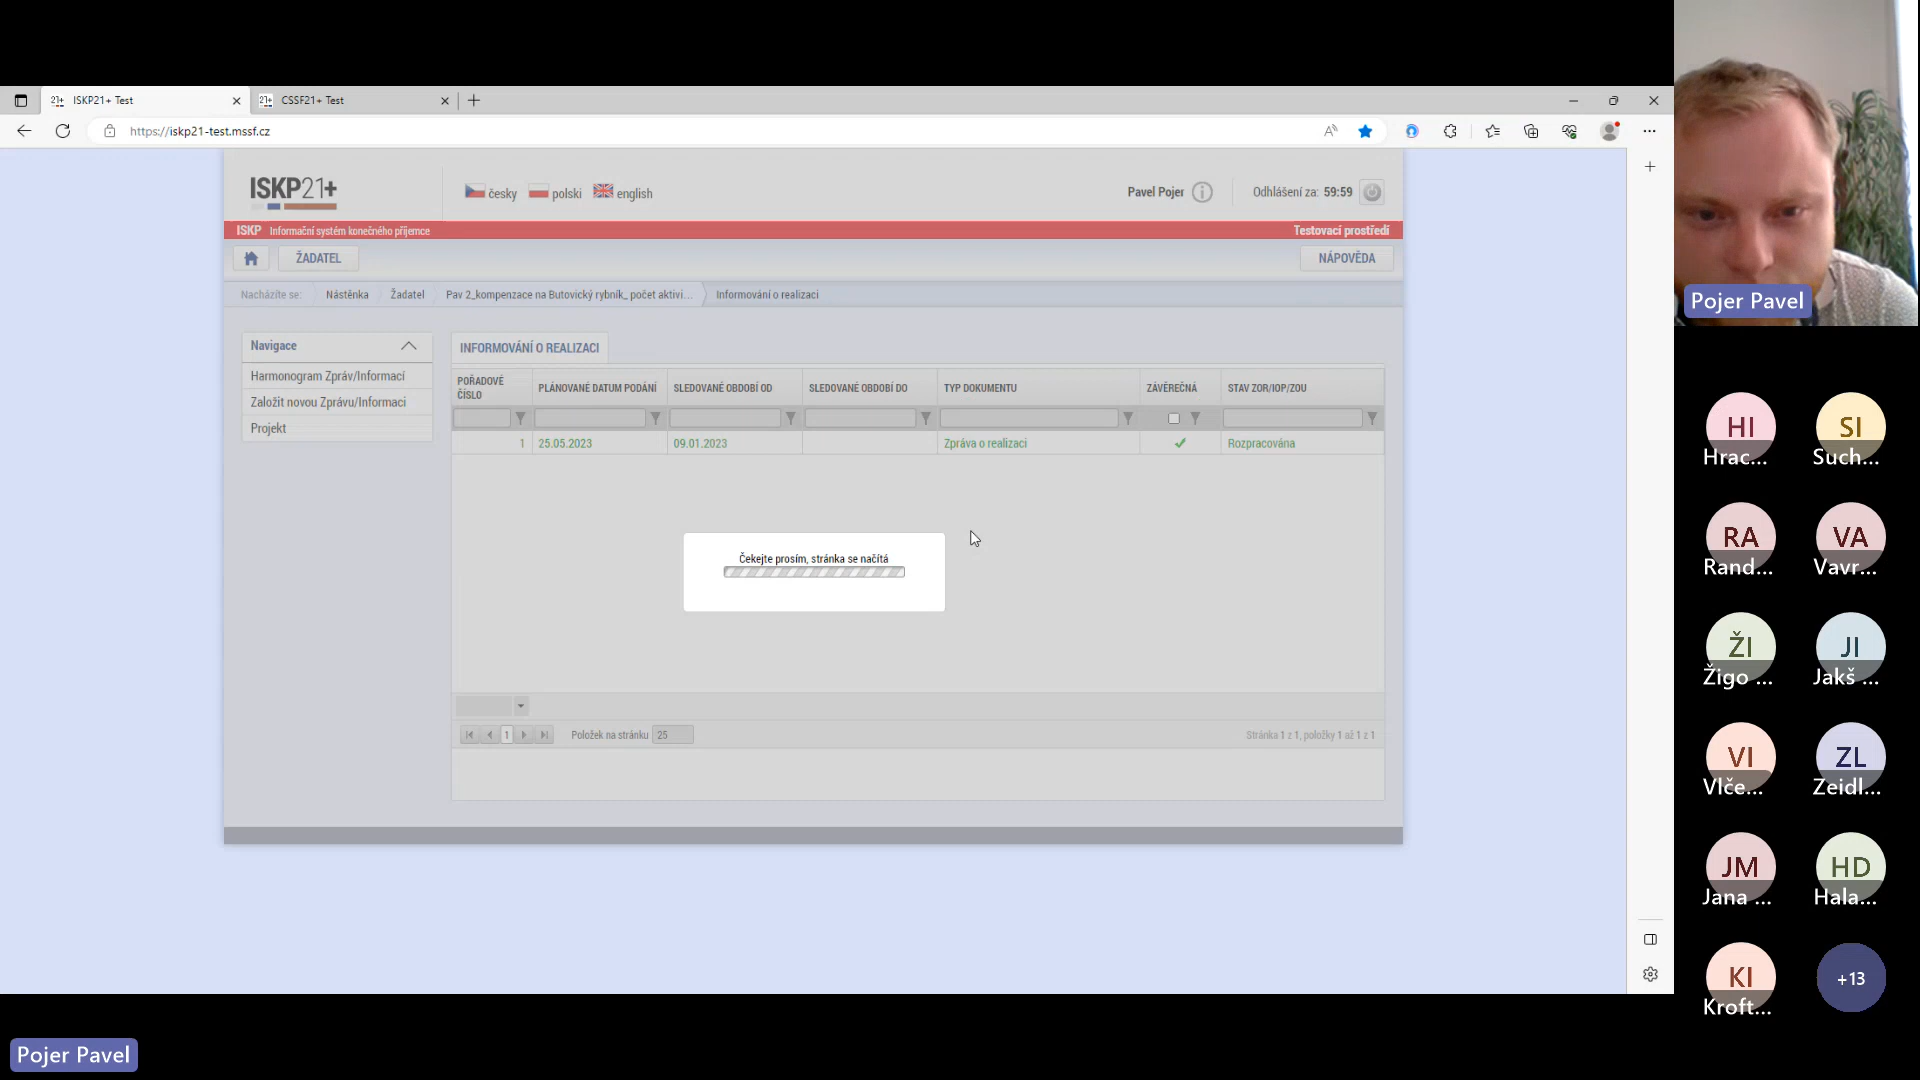 ISKP21+ Test
CSSF21+ Test
https://iskp21-test.mssf.cz
ISKP21+
česky
polski
english
Pavel Pojer
Odhlášení za: 59:59
ISKP Informační systém konečného příjemce
Testovací prostředí
ŽADATEL
NÁPOVĚDA
Nacházíte se: Nástěnka Žadatel Pav 2_kompenzace na Butovický rybník_ počet aktivi... Informování o realizaci
Navigace
Harmonogram Zpráv/Informací
Založit novou Zprávu/Informaci
Projekt
INFORMOVÁNÍ O REALIZACI
POŘADOVÉ ČÍSLO PLÁNOVANÉ DATUM PODÁNÍ SLEDOVANÉ OBDOBÍ OD SLEDOVANÉ OBDOBÍ DO TYP DOKUMENTU ZÁVĚREČNÁ STAV ZOR/IOP/ZOU
1 25.05.2023 09.01.2023 Zpráva o realizaci Rozpracována
Čekejte prosím, stránka se načítá
1 Položek na stránku 25
Stránka 1 z 1, položky 1 až 1 z 1
Pojer Pavel
HI SI
Hrac... Such...
RA VA
Rand... Vavr...
ŽI JI
Žigo ... Jakš ...
VI ZL
Vlče... Zeidl...
JM HD
Jana ... Hala...
KI +13
Kroft...
Pojer Pavel